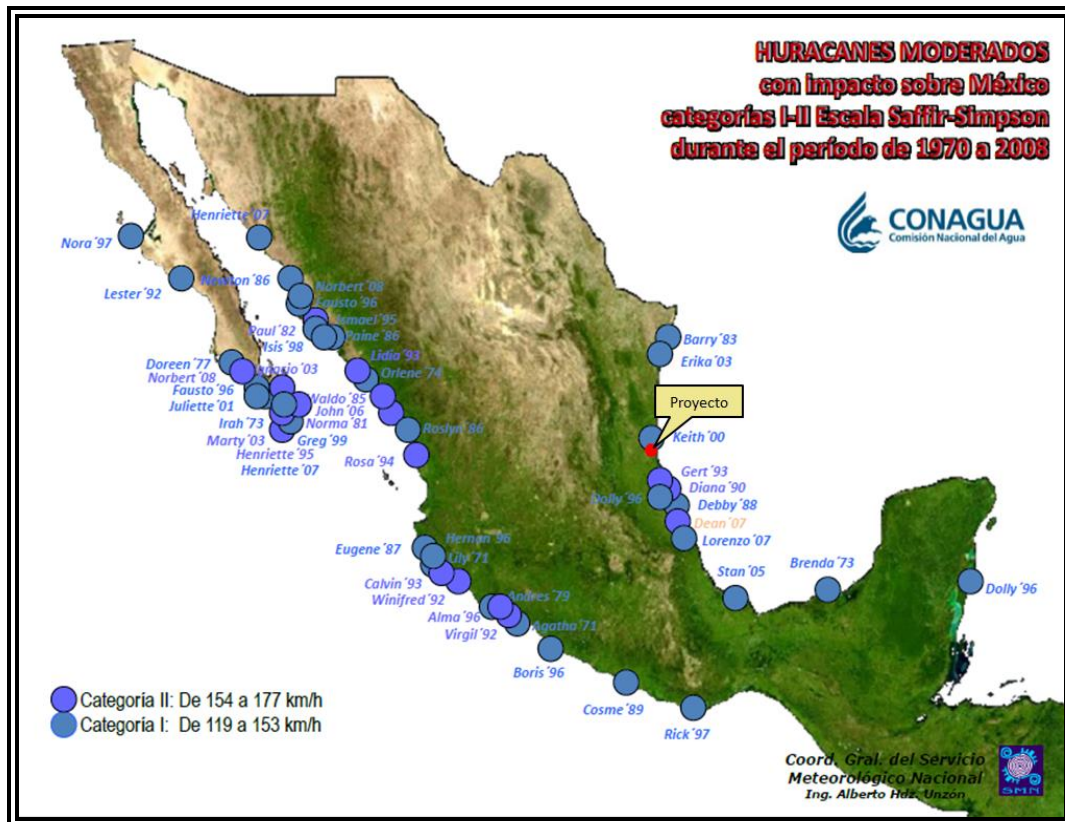 HURACANES MODERADOS
con impacto sobre México
categorías I-II Escala Saffir-Simpson
durante el período de 1970 a 2008
CONAGUA
Comisión Nacional del Agua
Henriette´07
Nora´97
Lester´92
Newton´86
Norbert´08
Fausto´96
Ismael´95
Paul´82
Paine´86
Isis´98
Barry´83
Erika´03
Doreen´77
Ignacio´03
Lidia´93
Norbert´08
Orlene´74
Fausto´96
Waldo´85
Juliette´01
John´06
Irah´73
Norma´81
Roslyn´86
Marty´03
Greg´99
Henriette´95
Rosa´94
Henriette´07
Proyecto
Keith´00
Gert´93
Diana´90
Dolly´96
Debby´88
Dean´07
Lorenzo´07
Hernan´96
Eugene´87
Lily´71
Calvin´93
Winifred´92
Andres´79
Alma´96
Virgil´92
Agatha´71
Stan´05
Brenda´73
Dolly´96
Boris´96
Cosme´89
Rick´97
Categoría II: De 154 a 177 km/h
Categoría I: De 119 a 153 km/h
Coord. Gral. del Servicio
Meteorológico Nacional
Ing. Alberto Hdz. Unzón
SMN